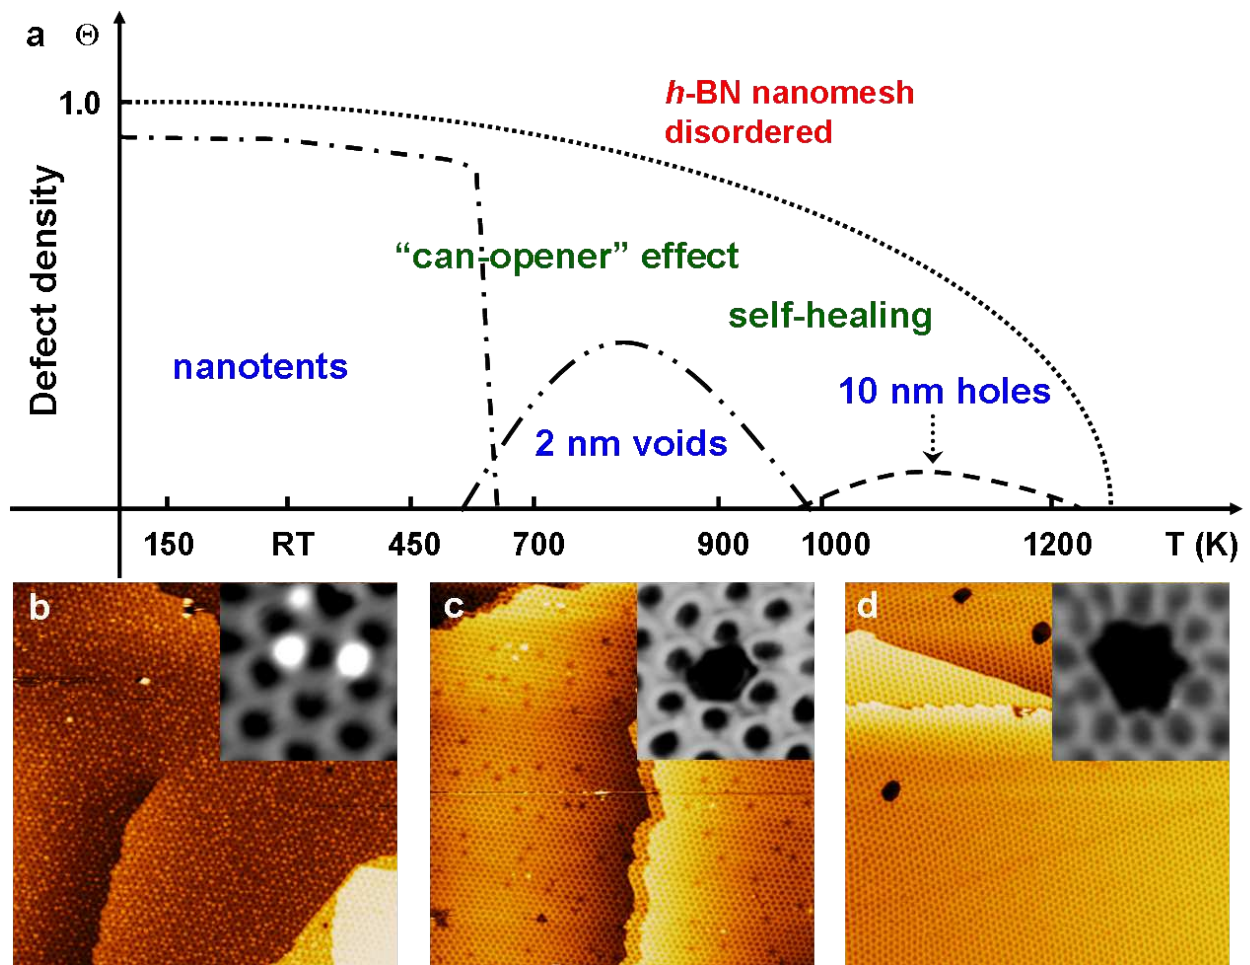 a Θ
1.0
Defect density
h-BN nanomesh
disordered
“can-opener” effect
self-healing
nanotents
10 nm holes
2 nm voids
150 RT 450 700 900 1000 1200 T (K)
b c d